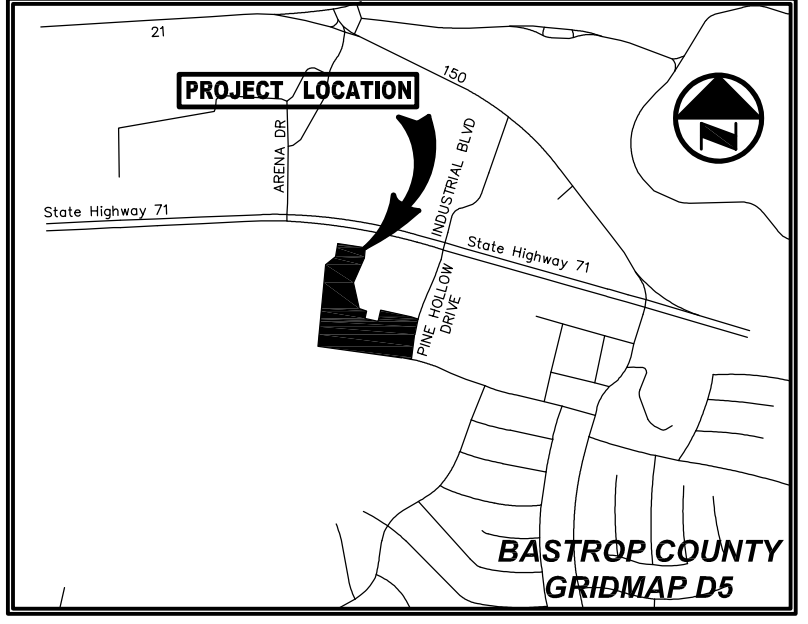 21
150
PROJECT LOCATION
ARENA DR
INDUSTRIAL BLVD
N
State Highway 71
State Highway 71
PINE HOLLOW
DRIVE
BASTROP COUNTY
GRIDMAP D5